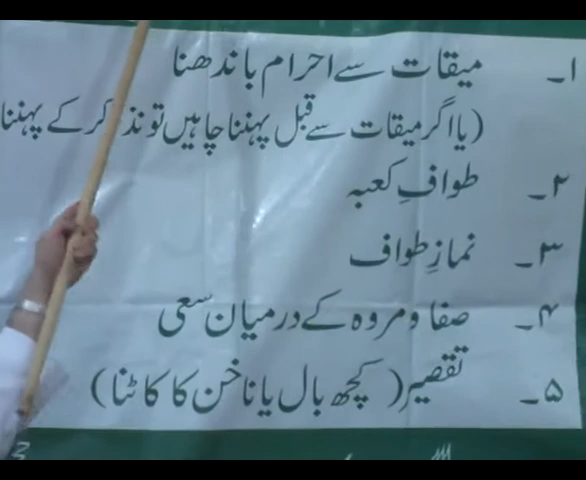 ۱۔ میقات سے احرام باندھنا
(یا اگر میقات سے قبل پہننا چاہیں تو نذر کر کے پہننا
۲۔ طوافِ کعبہ
۳۔ نمازِ طواف
۴۔ صفا و مروہ کے درمیان سعی
۵۔ تقصیر (کچھ بال یا ناخن کا کاٹنا)